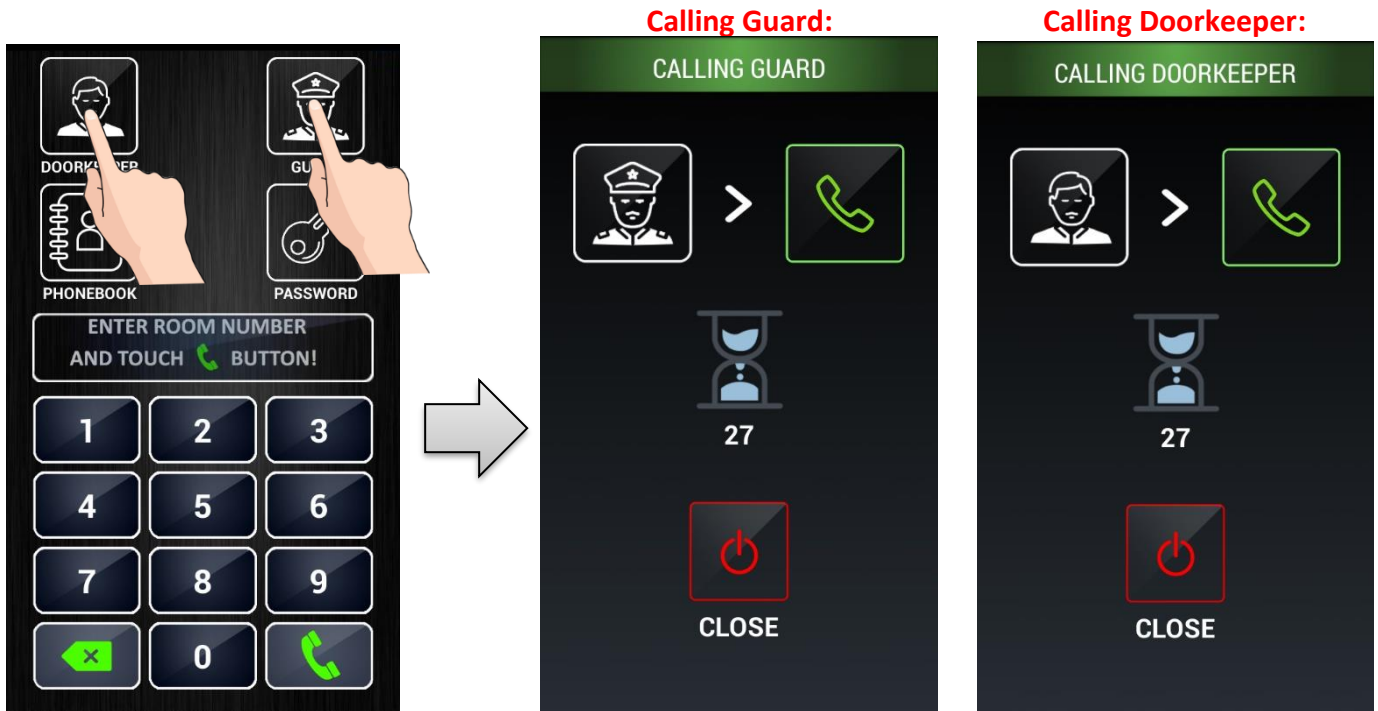 Calling Guard:
Calling Doorkeeper:
PHONEBOOK
PASSWORD
ENTER ROOM NUMBER
AND TOUCH BUTTON!
1 2 3
4 5 6
7 8 9
0
CALLING GUARD
27
CLOSE
CALLING DOORKEEPER
27
CLOSE